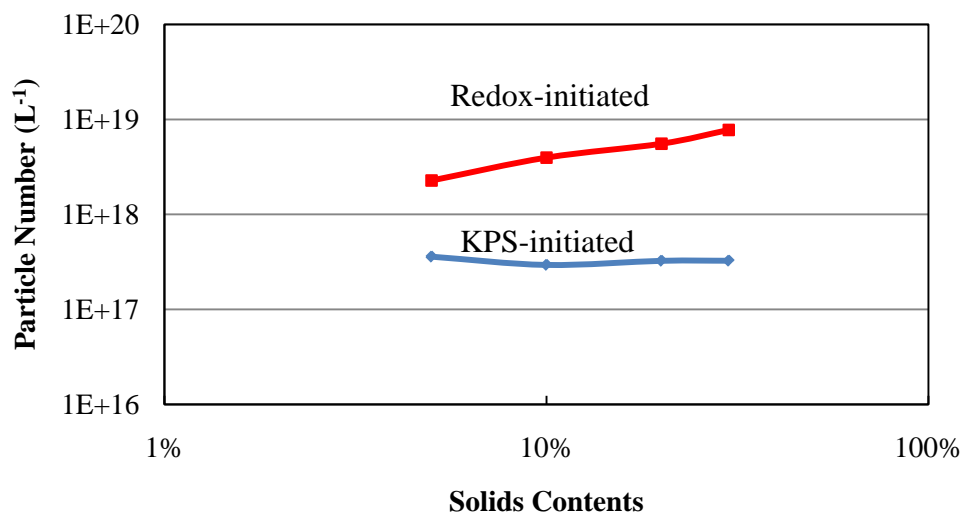 1E+20
Redox-initiated
1E+19
1E+18
KPS-initiated
1E+17
1E+16
1% 10% 100%
Particle Number (L⁻¹)
Solids Contents